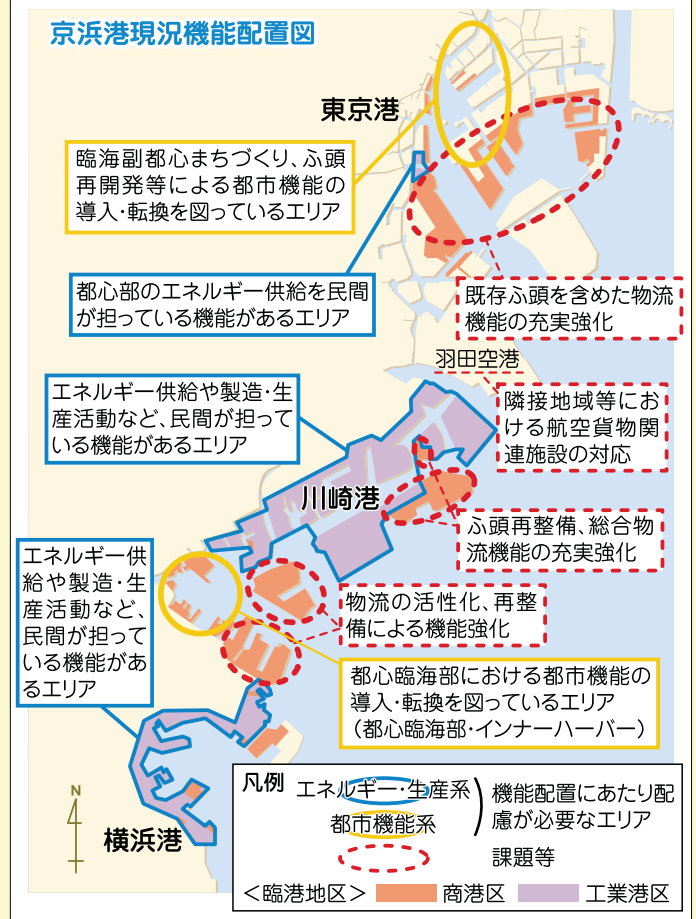 京浜港現況機能配置図
東京港
臨海副都心まちづくり、ふ頭
再開発等による都市機能の
導入・転換を図っているエリア
都心部のエネルギー供給を民間
が担っている機能があるエリア
既存ふ頭を含めた物流
機能の充実強化
羽田空港
エネルギー供給や製造・生
産活動など、民間が担って
いる機能があるエリア
隣接地域等にお
ける航空貨物関
連施設の対応
川崎港
ふ頭再整備、総合物
流機能の充実強化
エネルギー供
給や製造・生
産活動など、
民間が担って
いる機能があ
るエリア
物流の活性化、再整
備による機能強化
都心臨海部における都市機能の
導入・転換を図っているエリア
（都心臨海部・インナーハーバー）
N
横浜港
凡例
エネルギー・生産系
都市機能系
機能配置にあたり配
慮が必要なエリア
課題等
＜臨港地区＞ 商港区 工業港区